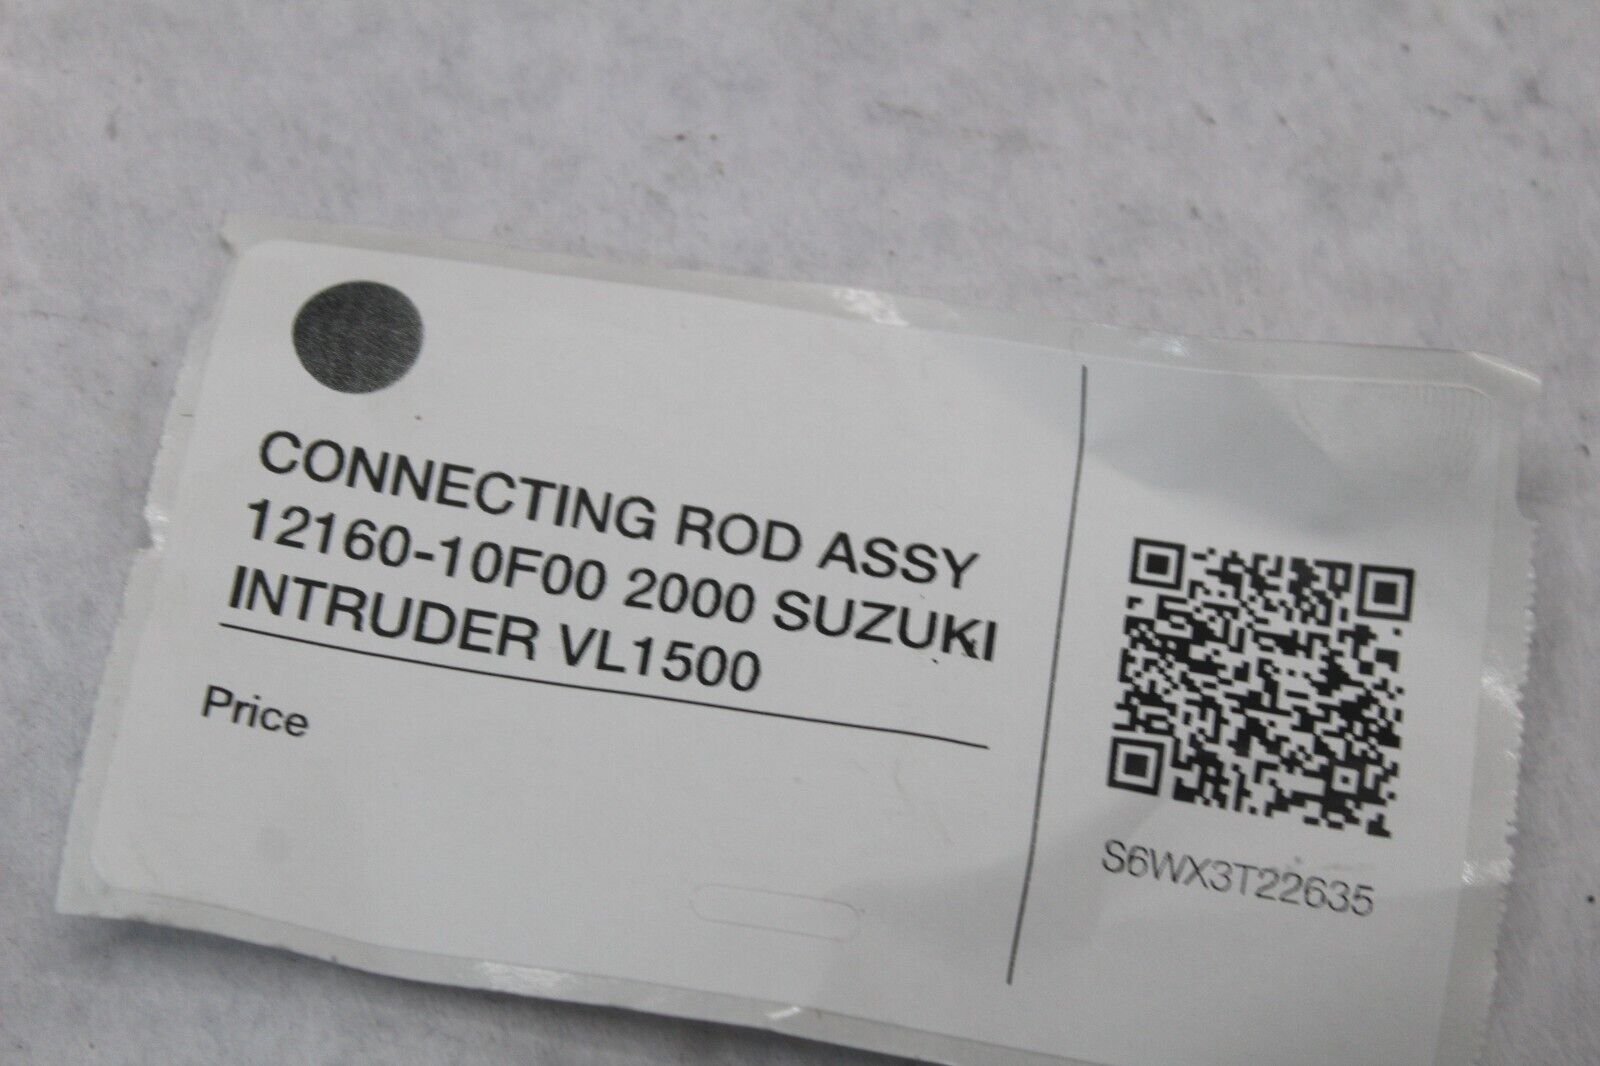 CONNECTING ROD ASSY
12160-10F00 2000 SUZUKI
INTRUDER VL1500
Price
S6WX3T22635